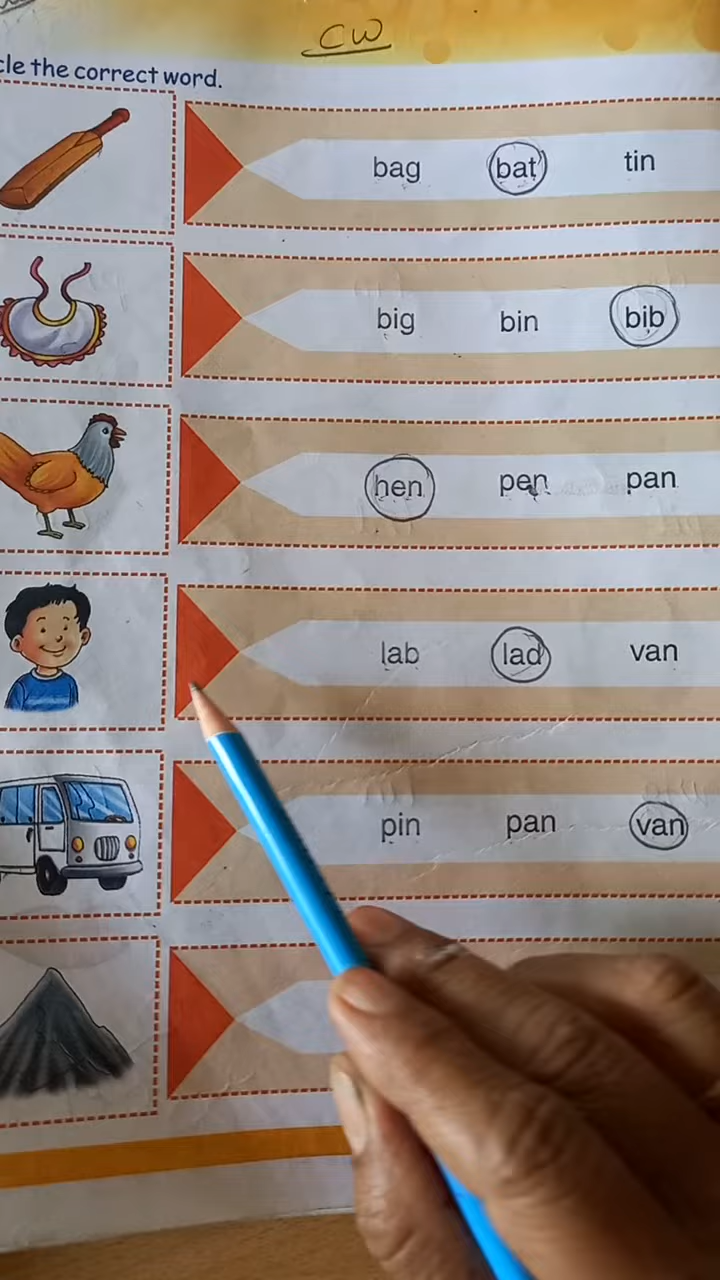 CW
cle the correct word.
bag bat tin
big bin bib
hen pen pan
lab lad van
pin pan van